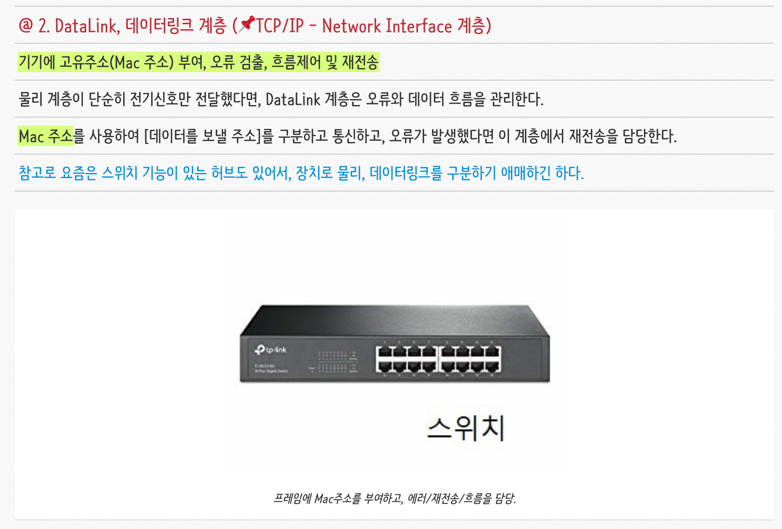 @ 2. DataLink, 데이터링크 계층 (📌TCP/IP - Network Interface 계층)
기기에 고유주소(Mac 주소) 부여, 오류 검출, 흐름제어 및 재전송
물리 계층이 단순히 전기신호만 전달했다면, DataLink 계층은 오류와 데이터 흐름을 관리한다.
Mac 주소를 사용하여 [데이터를 보낼 주소]를 구분하고 통신하고, 오류가 발생했다면 이 계층에서 재전송을 담당한다.
참고로 요즘은 스위치 기능이 있는 허브도 있어서, 장치로 물리, 데이터링크를 구분하기 애매하긴 하다.
tp-link
스위치
프레임에 Mac주소를 부여하고, 에러/재전송/흐름을 담당.